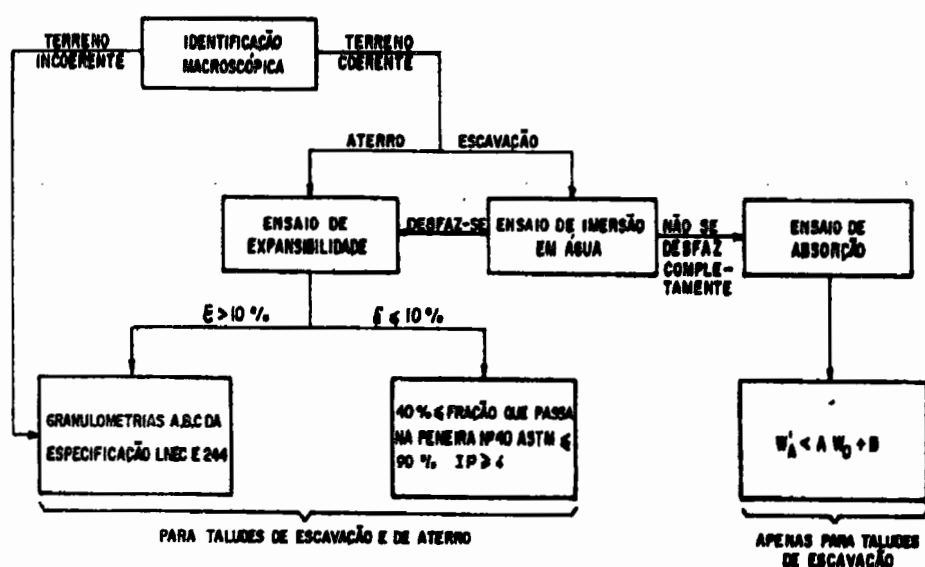 TERRENO
INCOERENTE
IDENTIFICAÇÃO
MACROSCÓPICA
TERRENO
COERENTE
ATERRO
ESCAVAÇÃO
ENSAIO DE
EXPANSIBILIDADE
DESFAZ-SE
ENSAIO DE IMERSÃO
EM ÁGUA
NÃO SE
DESFAZ
COMPLE-
TAMENTE
ENSAIO DE
ABSORÇÃO
E > 10 %
E ≤ 10 %
GRANULOMETRIAS A,B,C DA
ESPECIFICAÇÃO LNEC E 244
40 % ≤ FRAÇÃO QUE PASSA
NA PENEIRA Nº40 ASTM ≤
90 % IP ≥
W'A < A W0 + B
PARA TALUDES DE ESCAVAÇÃO E DE ATERRO
APENAS PARA TALUDES
DE ESCAVAÇÃO